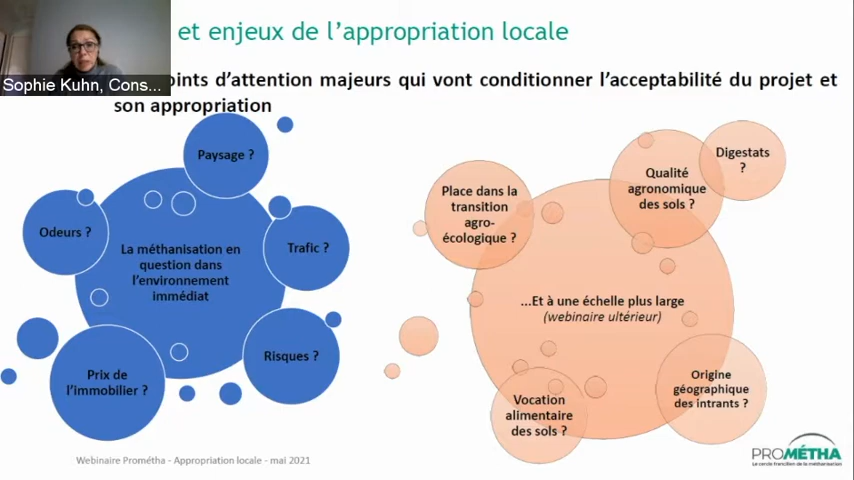 et enjeux de l'appropriation locale
Sophie Kuhn, Cons...
oints d'attention majeurs qui vont conditionner l'acceptabilité du projet et
son appropriation
Paysage ?
Odeurs ?
La méthanisation en
question dans
l'environnement
immédiat
Trafic ?
Risques ?
Prix de
l'immobilier ?
Place dans la
transition
agro-
écologique ?
Qualité
agronomique
des sols ?
Digestats
?
...Et à une échelle plus large
(webinaire ultérieur)
Vocation
alimentaire
des sols ?
Origine
géographique
des intrants ?
Webinaire Prométha - Appropriation locale - mai 2021
PROMÉTHA
Le cercle francilien de la méthanisation